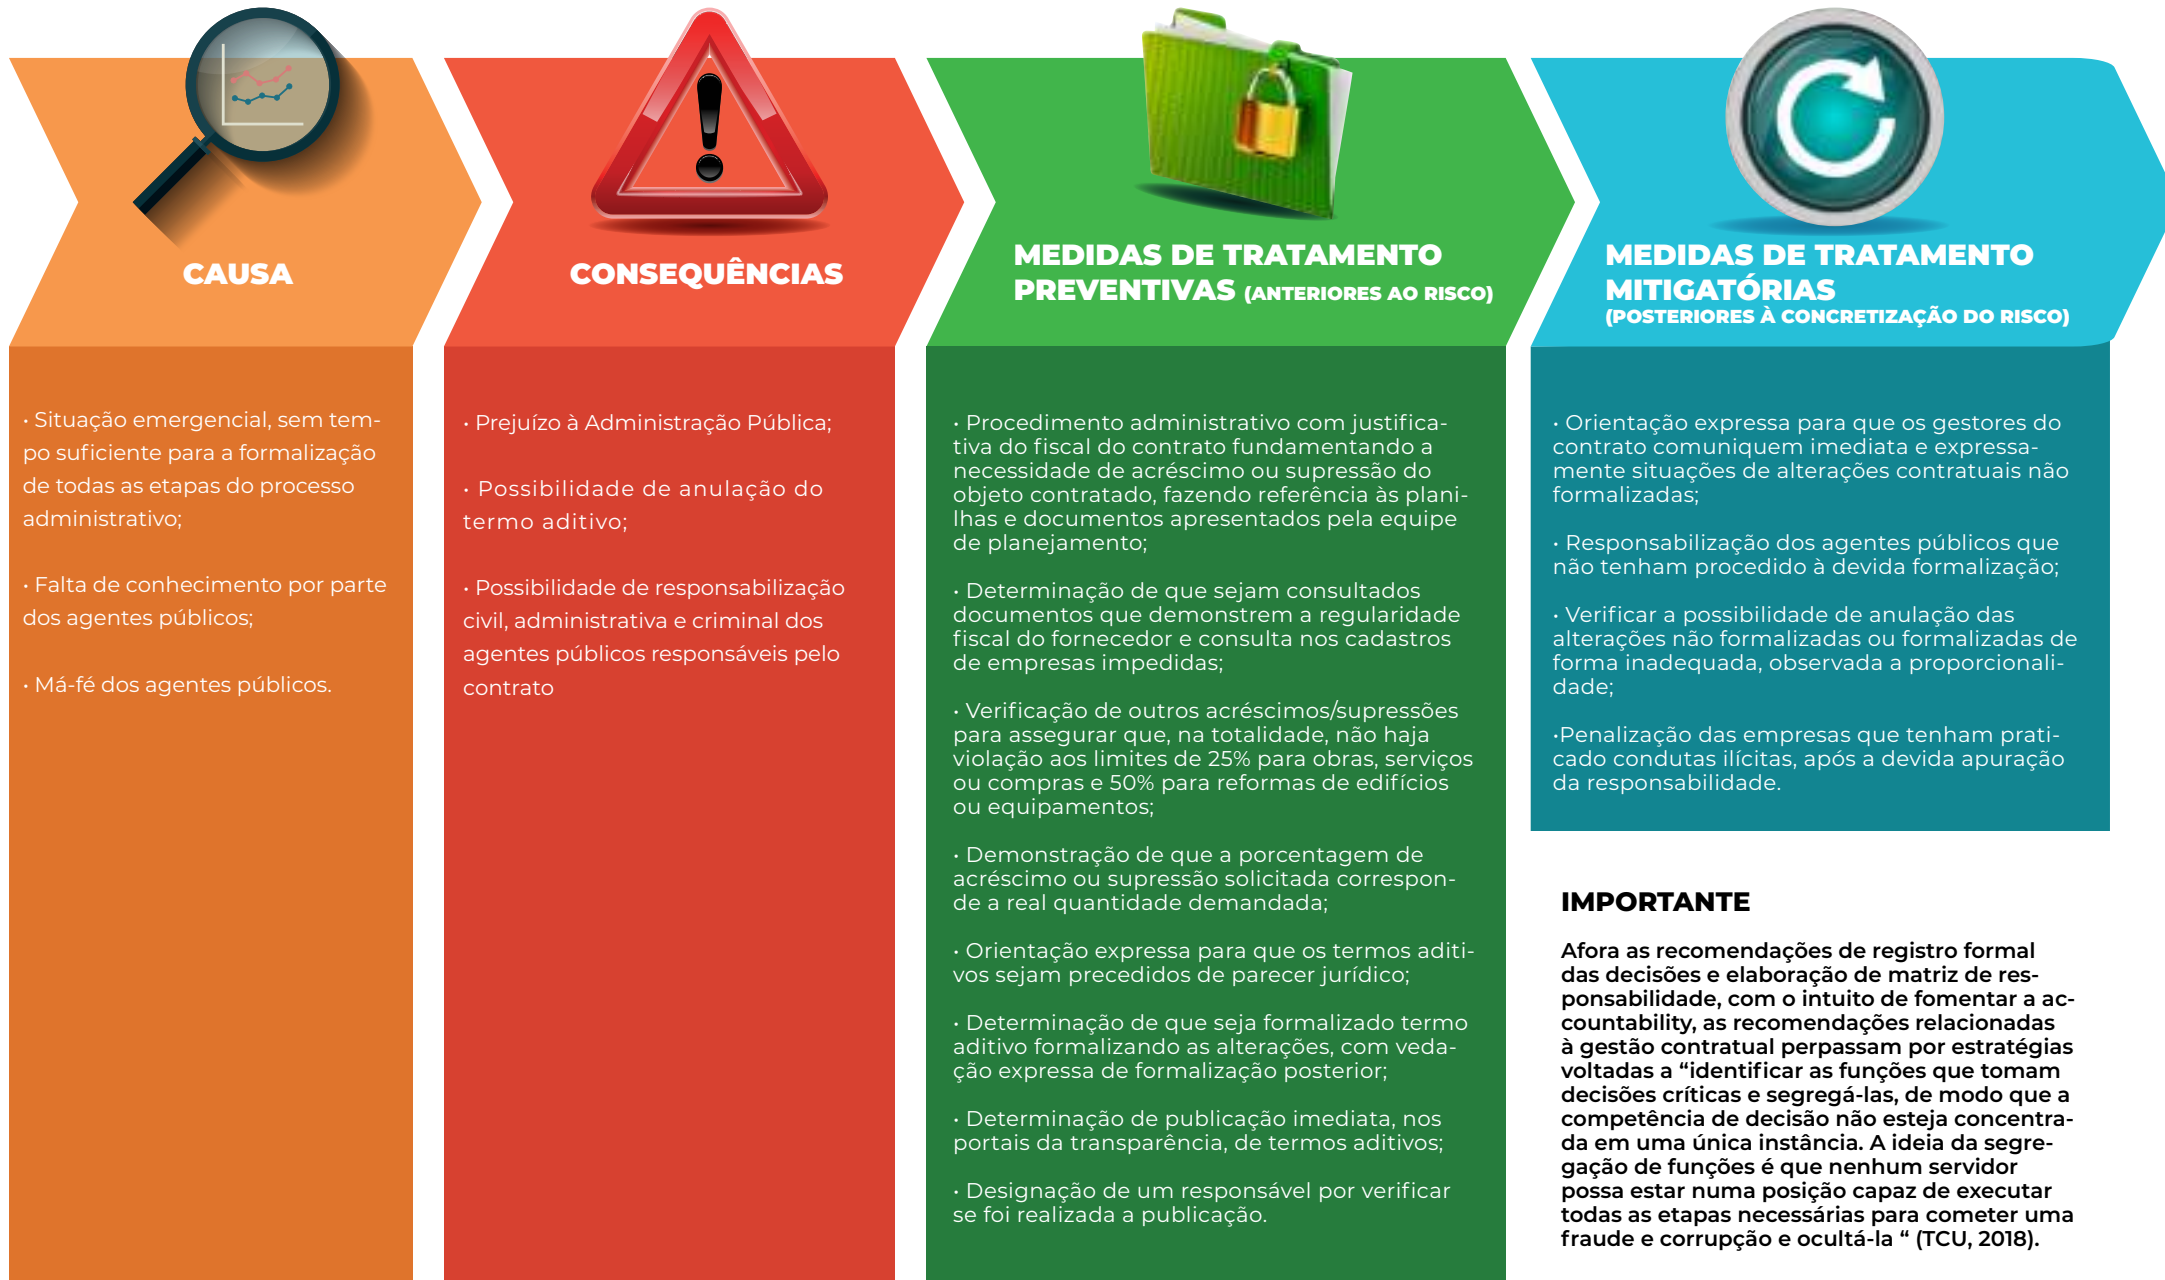 CAUSA
• Situação emergencial, sem tem-
po suficiente para a formalização
de todas as etapas do processo
administrativo;
• Falta de conhecimento por parte
dos agentes públicos;
• Má-fé dos agentes públicos.
CONSEQUÊNCIAS
• Prejuízo à Administração Pública;
• Possibilidade de anulação do
termo aditivo;
• Possibilidade de responsabilização
civil, administrativa e criminal dos
agentes públicos responsáveis pelo
contrato
MEDIDAS DE TRATAMENTO
PREVENTIVAS (ANTERIORES AO RISCO)
• Procedimento administrativo com justifica-
tiva do fiscal do contrato fundamentando a
necessidade de acréscimo ou supressão do
objeto contratado, fazendo referência às plani-
lhas e documentos apresentados pela equipe
de planejamento;
• Determinação de que sejam consultados
documentos que demonstrem a regularidade
fiscal do fornecedor e consulta nos cadastros
de empresas impedidas;
• Verificação de outros acréscimos/supressões
para assegurar que, na totalidade, não haja
violação aos limites de 25% para obras, serviços
ou compras e 50% para reformas de edifícios
ou equipamentos;
• Demonstração de que a porcentagem de
acréscimo ou supressão solicitada correspon-
de a real quantidade demandada;
• Orientação expressa para que os termos aditi-
vos sejam precedidos de parecer jurídico;
• Determinação de que seja formalizado termo
aditivo formalizando as alterações, com veda-
ção expressa de formalização posterior;
• Determinação de publicação imediata, nos
portais da transparência, de termos aditivos;
• Designação de um responsável por verificar
se foi realizada a publicação.
MEDIDAS DE TRATAMENTO
MITIGATÓRIAS
(POSTERIORES À CONCRETIZAÇÃO DO RISCO)
• Orientação expressa para que os gestores do
contrato comuniquem imediata e expressa-
mente situações de alterações contratuais não
formalizadas;
• Responsabilização dos agentes públicos que
não tenham procedido à devida formalização;
• Verificar a possibilidade de anulação das
alterações não formalizadas ou formalizadas de
forma inadequada, observada a proporcionali-
dade;
•Penalização das empresas que tenham prati-
cado condutas ilícitas, após a devida apuração
da responsabilidade.
IMPORTANTE
Afora as recomendações de registro formal
das decisões e elaboração de matriz de res-
ponsabilidade, com o intuito de fomentar a ac-
countability, as recomendações relacionadas
à gestão contratual perpassam por estratégias
voltadas a “identificar as funções que tomam
decisões críticas e segregá-las, de modo que a
competência de decisão não esteja concentra-
da em uma única instância. A ideia da segre-
gação de funções é que nenhum servidor
possa estar numa posição capaz de executar
todas as etapas necessárias para cometer uma
fraude e corrupção e ocultá-la “ (TCU, 2018).